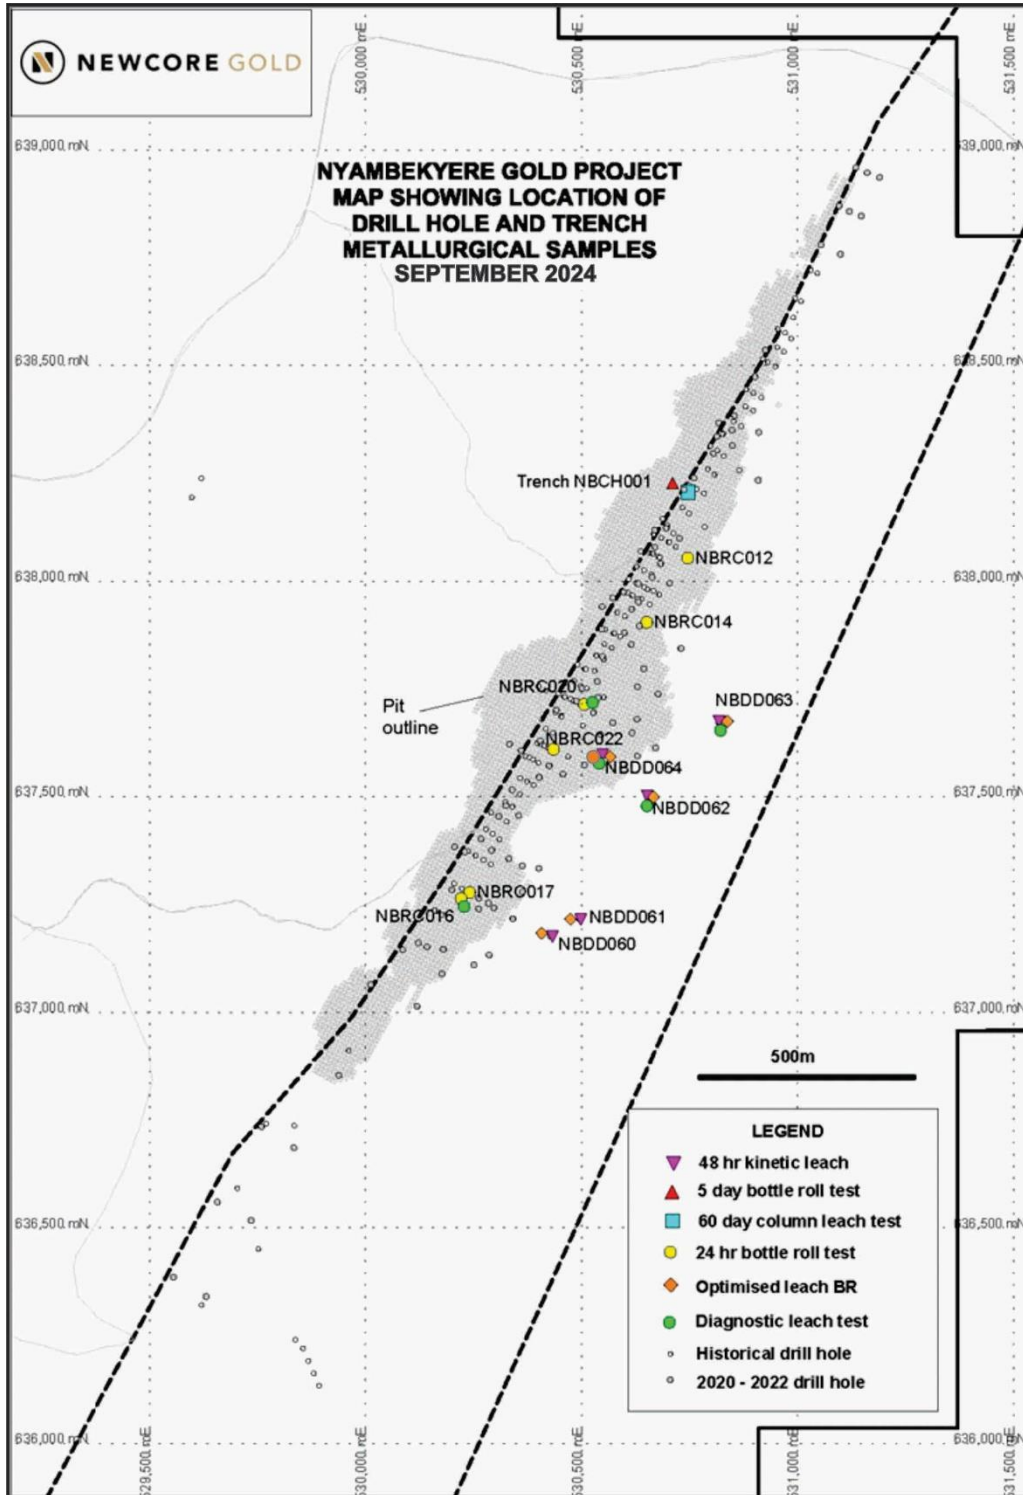 NEWCORE GOLD
530,000 mE
530,500 mE
531,000 mE
531,500 mE
639,000 mN
639,000 mN
NYAMBEKYERE GOLD PROJECT
MAP SHOWING LOCATION OF
DRILL HOLE AND TRENCH
METALLURGICAL SAMPLES
SEPTEMBER 2024
638,500 mN
638,500 mN
Trench NBCH001
NBRC012
638,000 mN
638,000 mN
NBRC014
NBRC020
NBDD063
Pit
outline
NBRC022
NBDD064
637,500 mN
637,500 mN
NBDD062
NBRC017
NBRC016
NBDD061
NBDD060
637,000 mN
637,000 mN
500m
LEGEND
48 hr kinetic leach
5 day bottle roll test
60 day column leach test
24 hr bottle roll test
Optimised leach BR
Diagnostic leach test
Historical drill hole
2020 - 2022 drill hole
636,500 mN
636,500 mN
636,000 mN
636,000 mN
529,500 mE
530,000 mE
530,500 mE
531,000 mE
531,500 mE